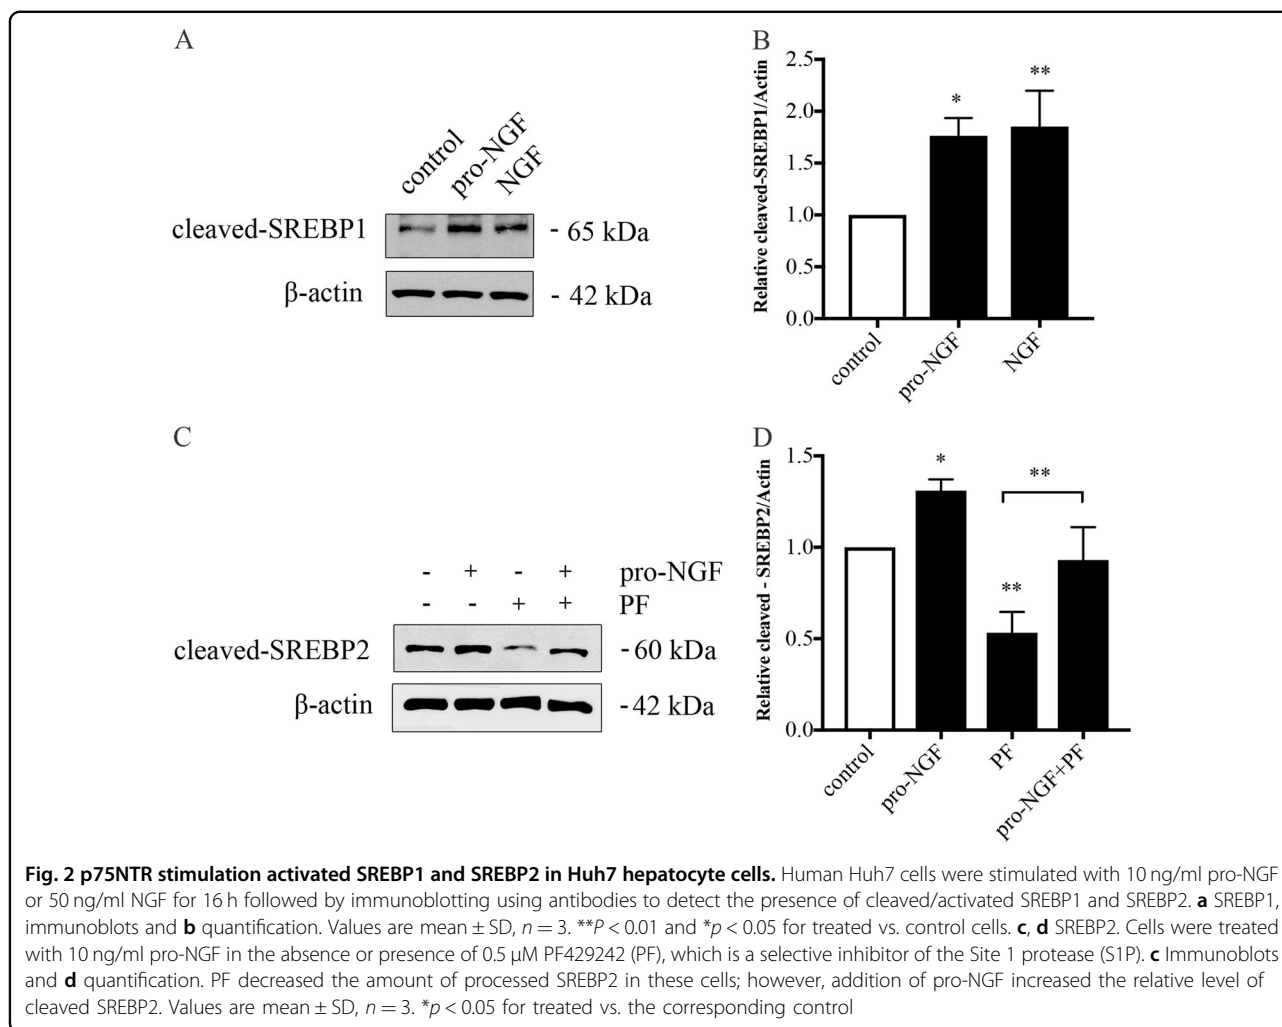 A
control
pro-NGF
NGF
cleaved-SREBP1
- 65 kDa
β-actin
- 42 kDa
B
Relative cleaved-SREBP1/Actin
2.5
2.0
1.5
1.0
0.5
0.0
*
**
control
pro-NGF
NGF
C
- + - + pro-NGF
- - + + PF
cleaved-SREBP2
- 60 kDa
β-actin
- 42 kDa
D
Relative cleaved - SREBP2/Actin
1.5
1.0
0.5
0.0
*
**
**
control
pro-NGF
PF
pro-NGF+PF
Fig. 2 p75NTR stimulation activated SREBP1 and SREBP2 in Huh7 hepatocyte cells. Human Huh7 cells were stimulated with 10 ng/ml pro-NGF
or 50 ng/ml NGF for 16 h followed by immunoblotting using antibodies to detect the presence of cleaved/activated SREBP1 and SREBP2. a SREBP1,
immunoblots and b quantification. Values are mean ± SD, n = 3. **P < 0.01 and *p < 0.05 for treated vs. control cells. c, d SREBP2. Cells were treated
with 10 ng/ml pro-NGF in the absence or presence of 0.5 μM PF429242 (PF), which is a selective inhibitor of the Site 1 protease (S1P). c Immunoblots
and d quantification. PF decreased the amount of processed SREBP2 in these cells; however, addition of pro-NGF increased the relative level of
cleaved SREBP2. Values are mean ± SD, n = 3. *p < 0.05 for treated vs. the corresponding control